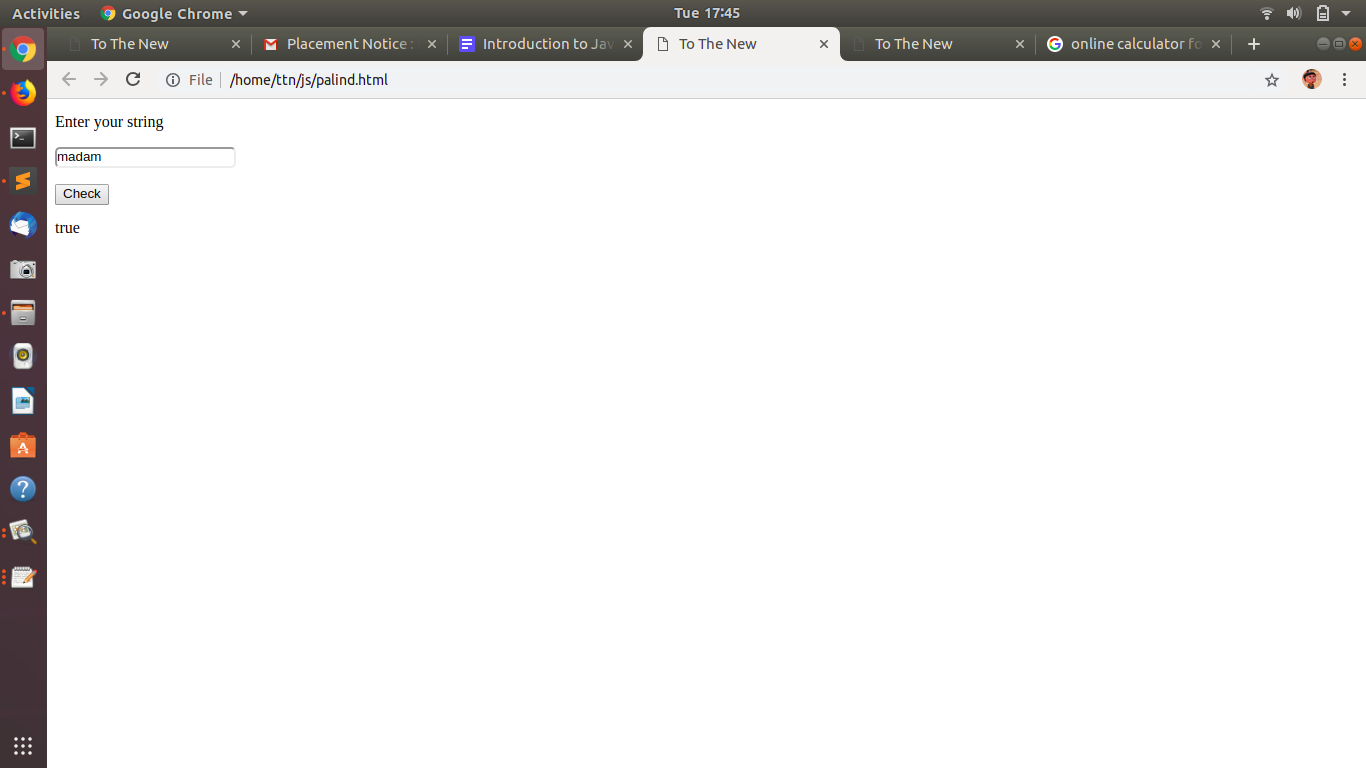 Activities Google Chrome Tue 17:45
To The New Placement Notice : Introduction to Jav To The New To The New online calculator fo
File /home/ttn/js/palind.html
Enter your string
madam
Check
true